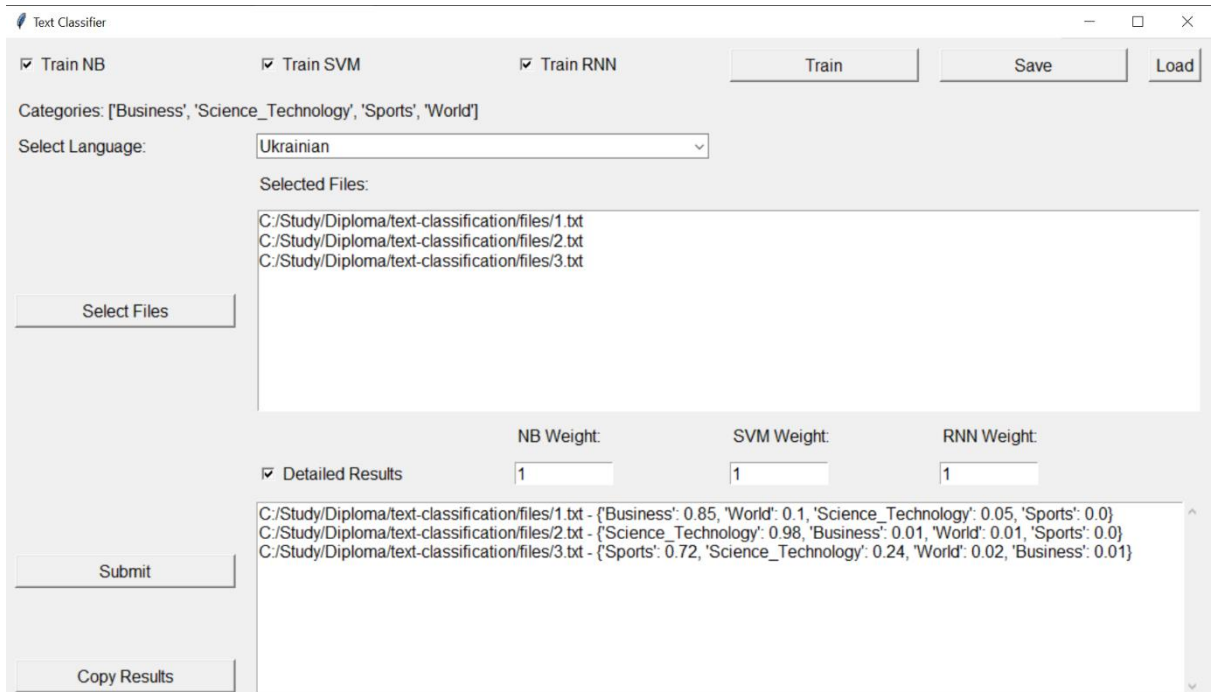 Text Classifier
Train NB Train SVM Train RNN Train Save Load
Categories: ['Business', 'Science_Technology', 'Sports', 'World']
Select Language: Ukrainian
Selected Files:
C:/Study/Diploma/text-classification/files/1.txt
C:/Study/Diploma/text-classification/files/2.txt
C:/Study/Diploma/text-classification/files/3.txt
Select Files
NB Weight: SVM Weight: RNN Weight:
Detailed Results 1 1 1
C:/Study/Diploma/text-classification/files/1.txt - {'Business': 0.85, 'World': 0.1, 'Science_Technology': 0.05, 'Sports': 0.0}
C:/Study/Diploma/text-classification/files/2.txt - {'Science_Technology': 0.98, 'Business': 0.01, 'World': 0.01, 'Sports': 0.0}
C:/Study/Diploma/text-classification/files/3.txt - {'Sports': 0.72, 'Science_Technology': 0.24, 'World': 0.02, 'Business': 0.01}
Submit
Copy Results